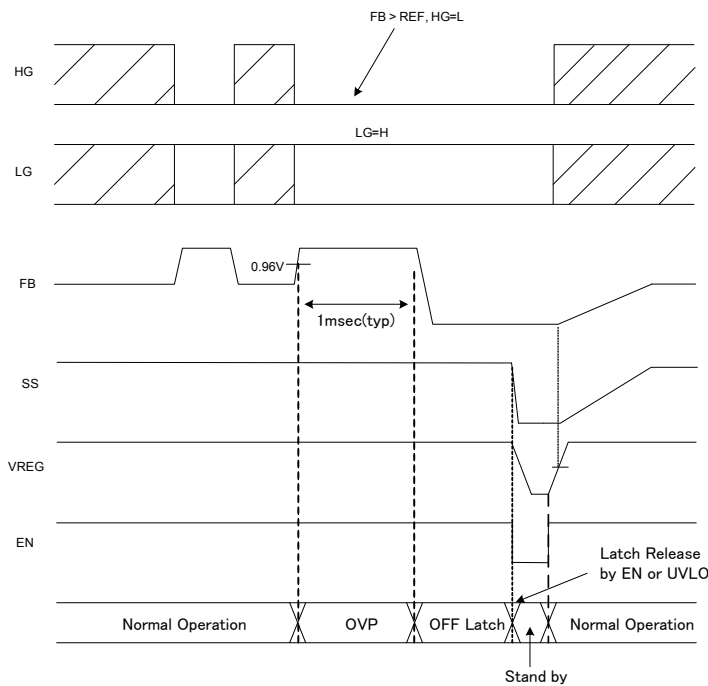 FB > REF, HG=L
HG
LG=H
LG
0.96V
FB
1msec(typ)
SS
VREG
EN
Latch Release
by EN or UVLO
Normal Operation
OVP
OFF Latch
Normal Operation
Stand by